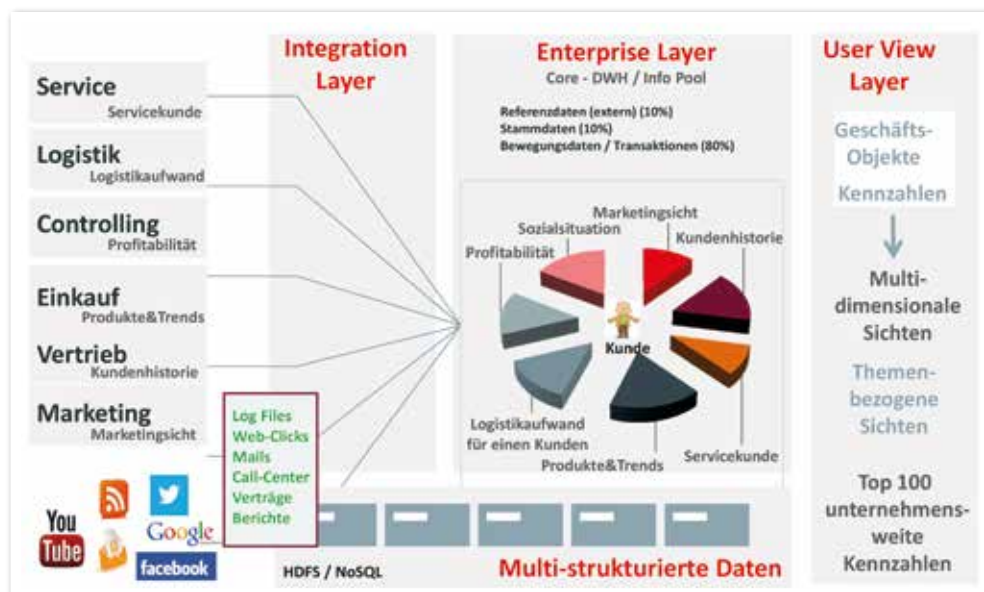 Service
Servicekunde
Logistik
Logistikaufwand
Controlling
Profitabilität
Einkauf
Produkte&Trends
Vertrieb
Kundenhistorie
Marketing
Marketingsicht
You
Tube
Google
facebook
Log Files
Web-Clicks
Mails
Call-Center
Verträge
Berichte
Integration
Layer
Enterprise Layer
Core - DWH / Info Pool
Referenzdaten (extern) (10%)
Stammdaten (10%)
Bewegungsdaten / Transaktionen (80%)
Marketingsicht
Sozialsituation
Kundenhistorie
Profitabilität
Kunde
Logistikaufwand
für einen Kunden
Servicekunde
Produkte&Trends
HDFS / NoSQL
Multi-strukturierte Daten
User View
Layer
Geschäfts-
Objekte
Kennzahlen
Multi-
dimensionale
Sichten
Themen-
bezogene
Sichten
Top 100
unternehmens-
weite
Kennzahlen